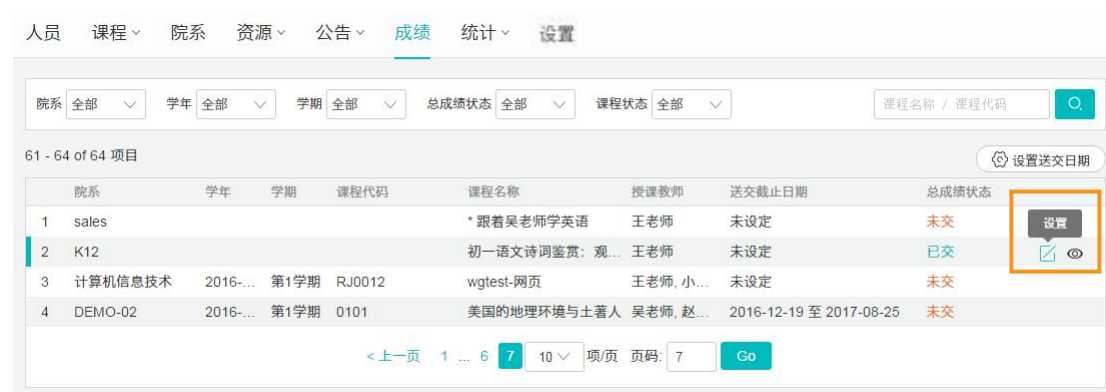 人员 课程 院系 资源 公告 成绩 统计 设置
院系 全部 学年 全部 学期 全部 总成绩状态 全部 课程状态 全部 课程名称 / 课程代码
61 - 64 of 64 项目 设置送交日期
院系 学年 学期 课程代码 课程名称 授课教师 送交截止日期 总成绩状态
1 sales * 跟着吴老师学英语 王老师 未设定 未交 设置
2 K12 初一语文诗词鉴赏：观... 王老师 未设定 已交
3 计算机信息技术 2016-... 第1学期 RJ0012 wgtest-网页 王老师, 小... 未设定 未交
4 DEMO-02 2016-... 第1学期 0101 美国的地理环境与土著人 吴老师, 赵... 2016-12-19 至 2017-08-25 未交
<上一页 1 ... 6 7 10 项/页 页码: 7 Go